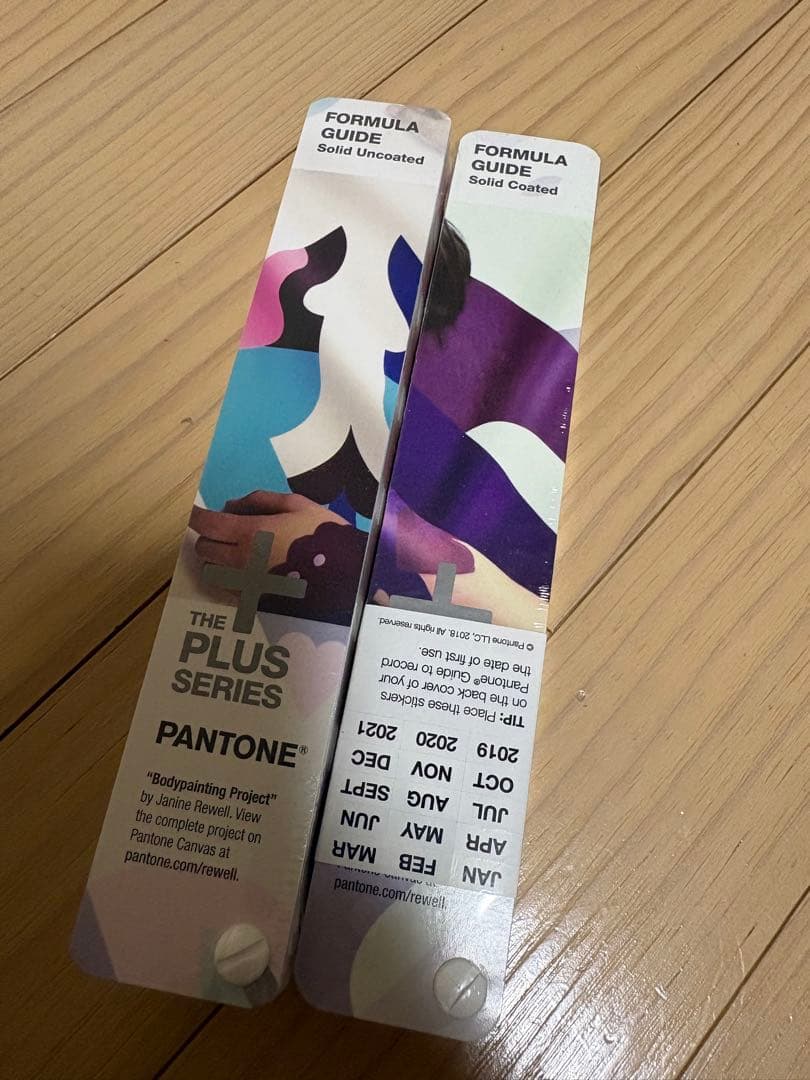 FORMULA
GUIDE
Solid Uncoated
THE
PLUS
SERIES
PANTONE®
"Bodypainting Project"
by Janine Rewell. View
the complete project on
Pantone Canvas at
pantone.com/rewell.
FORMULA
GUIDE
Solid Coated
JAN FEB MAR
APR MAY JUN
JUL AUG SEPT
OCT NOV DEC
2019 2020 2021
TIP: Place these stickers
on the back cover of your
Pantone® Guide to record
the date of first use.
© Pantone LLC, 2018. All rights reserved.
pantone.com/rewell.